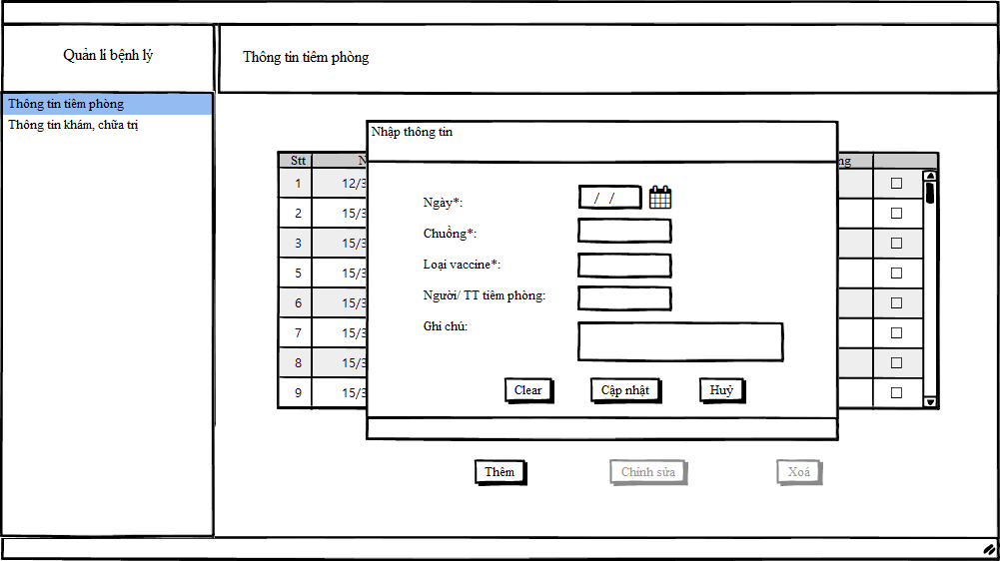 Quản lí bệnh lý
Thông tin tiêm phòng
Thông tin tiêm phòng
Thông tin khám, chữa trị
Nhập thông tin
Ngày*:
/ /
Chuồng*:
Loại vaccine*:
Người/ TT tiêm phòng:
Ghi chú:
Clear
Cập nhật
Huỷ
Stt N ng
1 12/3
2 15/3
3 15/3
5 15/3
6 15/3
7 15/3
8 15/3
9 15/3
Thêm
Chỉnh sửa
Xoá